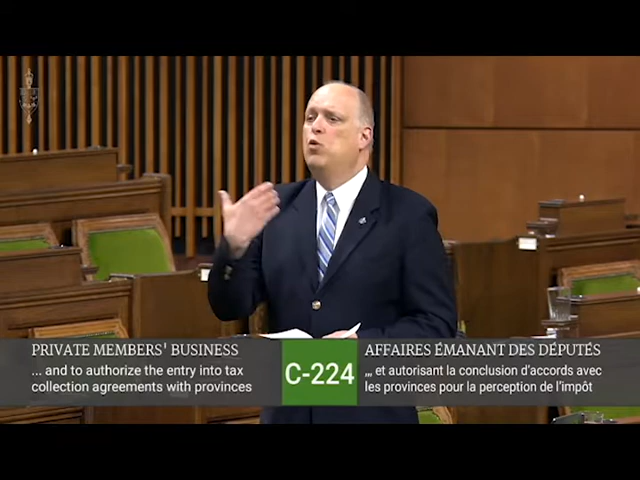 PRIVATE MEMBERS' BUSINESS
... and to authorize the entry into tax
collection agreements with provinces
C-224
AFFAIRES ÉMANANT DES DÉPUTÉS
... et autorisant la conclusion d'accords avec
les provinces pour la perception de l'impôt